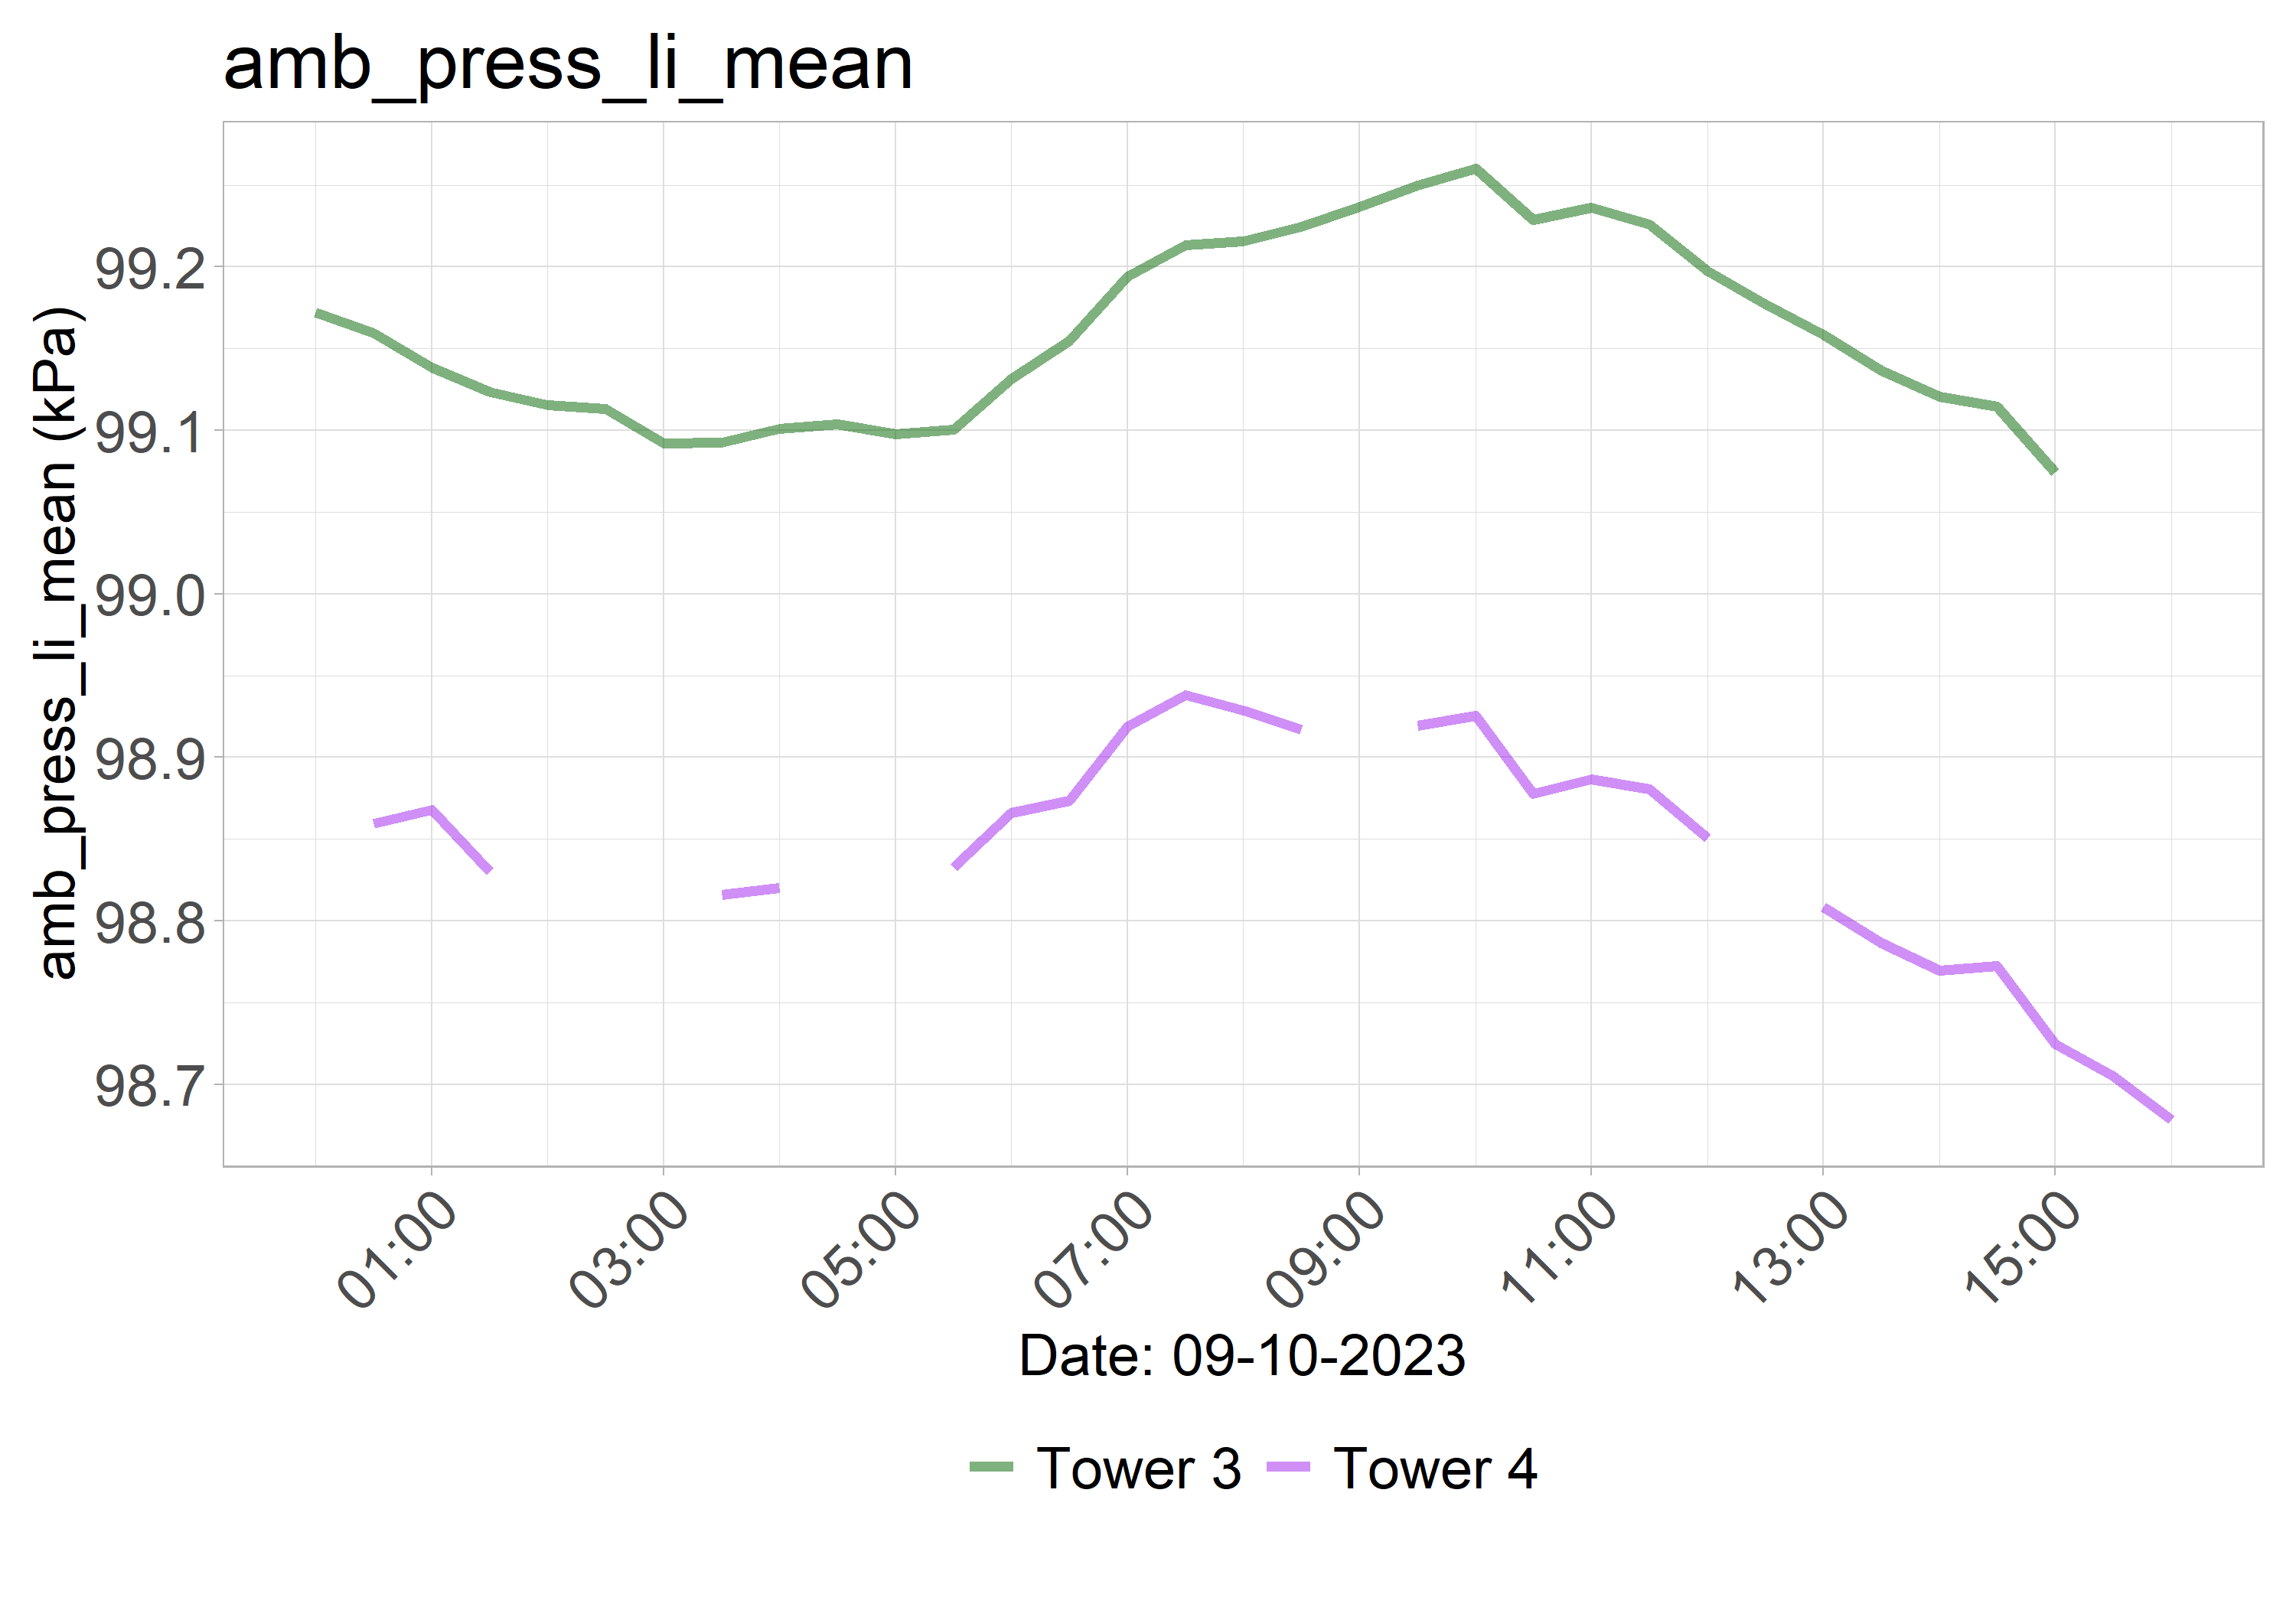 amb_press_li_mean
amb_press_li_mean (kPa)
99.2
99.1
99.0
98.9
98.8
98.7
01:00
03:00
05:00
07:00
09:00
11:00
13:00
15:00
Date: 09-10-2023
Tower 3
Tower 4